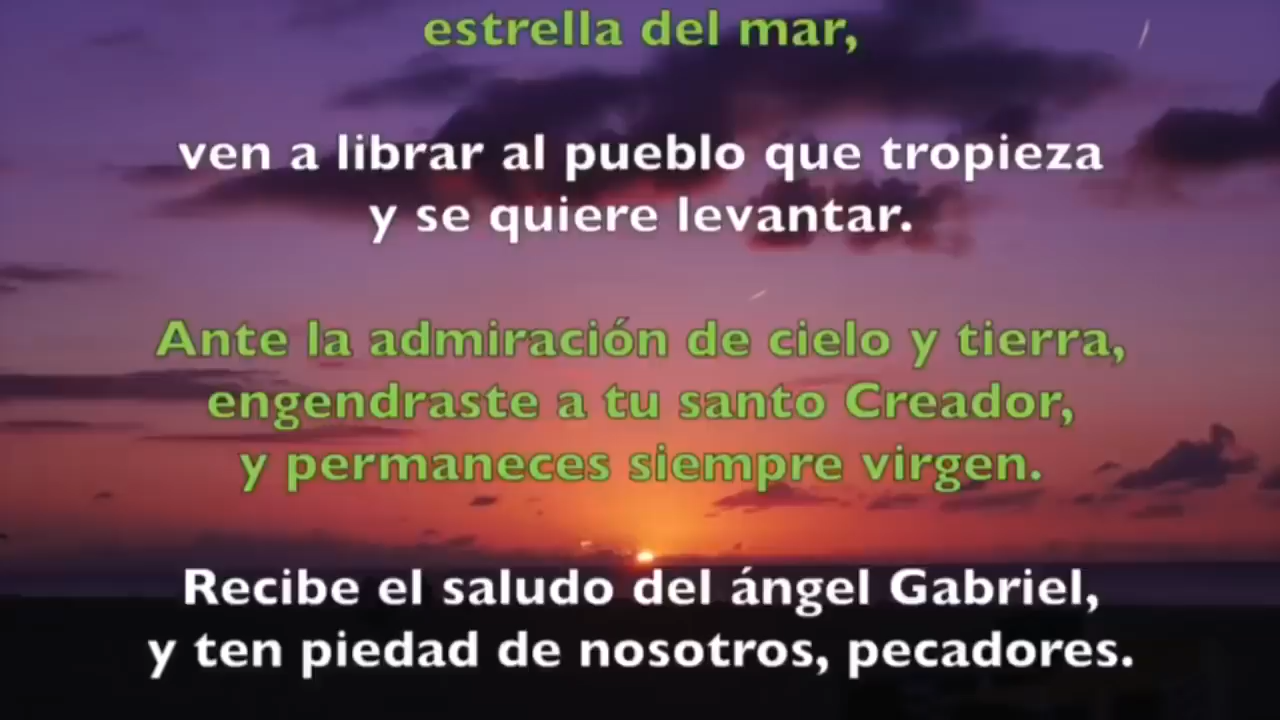 estrella del mar,
ven a librar al pueblo que tropieza
y se quiere levantar.
Ante la admiración de cielo y tierra,
engendraste a tu santo Creador,
y permaneces siempre virgen.
Recibe el saludo del ángel Gabriel,
y ten piedad de nosotros, pecadores.